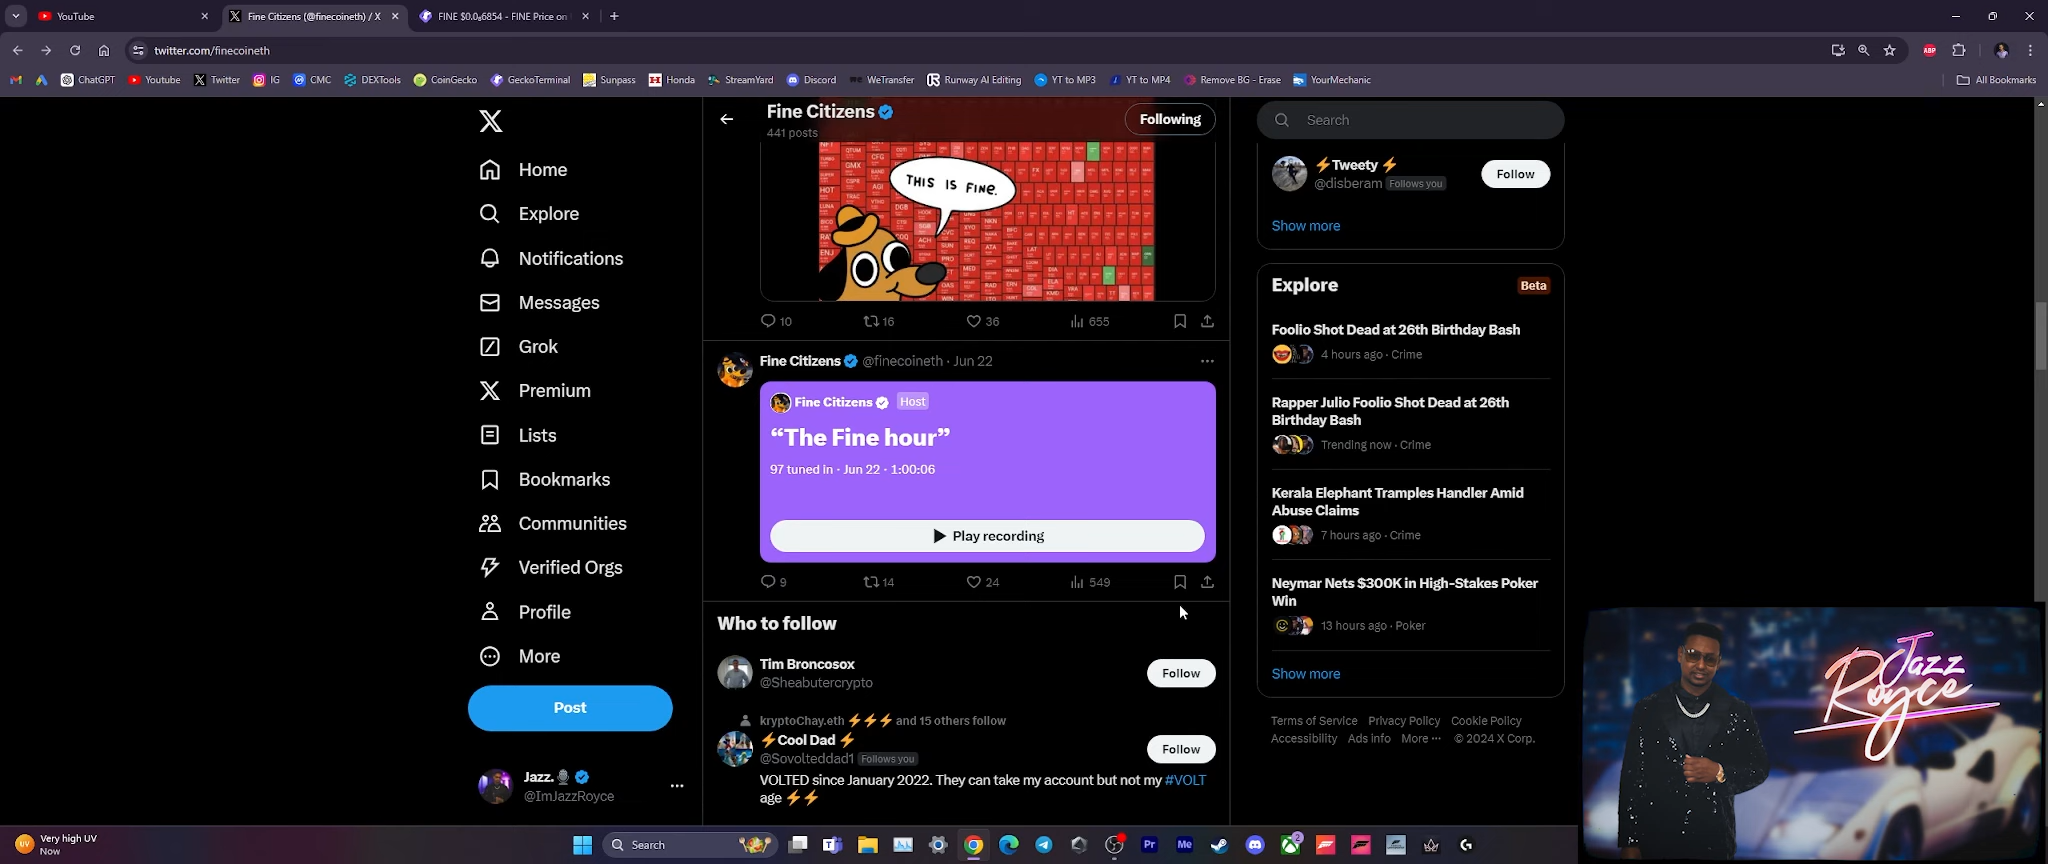 YouTube
Fine Citizens (@finecoineth) / X
FINE $0.0₆6854 - FINE Price on
twitter.com/finecoineth
ChatGPT
Youtube
Twitter
IG
CMC
DEXTools
CoinGecko
GeckoTerminal
Sunpass
Honda
StreamYard
Discord
WeTransfer
Runway AI Editing
YT to MP3
YT to MP4
Remove BG - Erase
YourMechanic
All Bookmarks
Home
Explore
Notifications
Messages
Grok
Premium
Lists
Bookmarks
Communities
Verified Orgs
Profile
More
Post
Jazz.
@ImJazzRoyce
Fine Citizens
441 posts
Following
THIS IS FINE.
10
16
36
655
Fine Citizens @finecoineth · Jun 22
Fine Citizens Host
“The Fine hour”
97 tuned in · Jun 22 · 1:00:06
Play recording
9
14
24
549
Who to follow
Tim Broncosox
@Sheabutercrypto
Follow
kryptoChay.eth ⚡⚡⚡ and 15 others follow
⚡Cool Dad ⚡
@Sovolteddad1 Follows you
Follow
VOLTED since January 2022. They can take my account but not my #VOLT
age ⚡⚡
Search
⚡Tweety ⚡
@disberam Follows you
Follow
Show more
Explore
Beta
Foolio Shot Dead at 26th Birthday Bash
4 hours ago · Crime
Rapper Julio Foolio Shot Dead at 26th
Birthday Bash
Trending now · Crime
Kerala Elephant Tramples Handler Amid
Abuse Claims
7 hours ago · Crime
Neymar Nets $300K in High-Stakes Poker
Win
13 hours ago · Poker
Show more
Terms of Service Privacy Policy Cookie Policy
Accessibility Ads info More ··· © 2024 X Corp.
Jazz
Royce
Very high UV
Now
Search